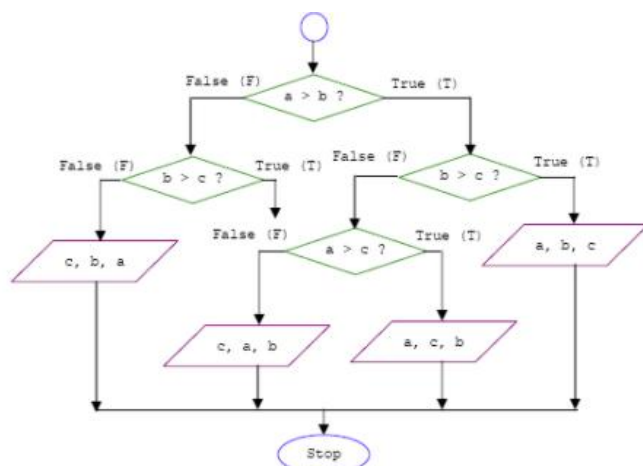 False (F)
True (T)
a > b ?
False (F)
True (T)
b > c ?
False (F)
True (T)
b > c ?
False (F)
True (T)
a > c ?
c, b, a
a, b, c
c, a, b
a, c, b
Stop